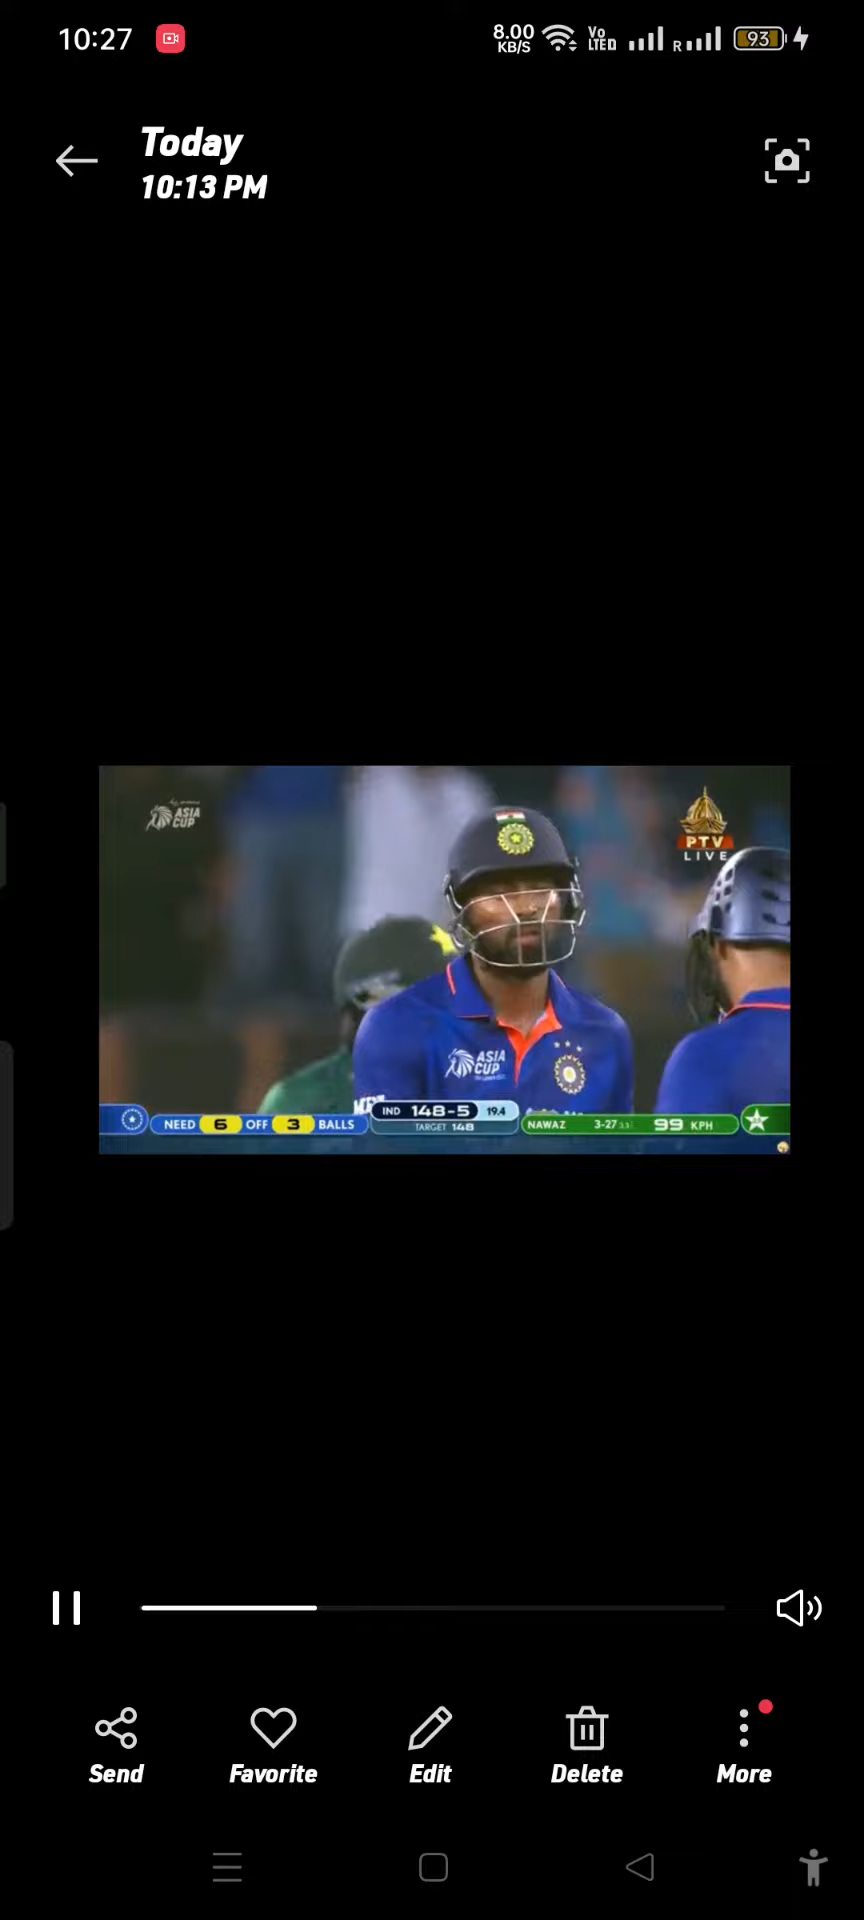 10:27
8.00 KB/S
Vo LTED
R
93
Today
10:13 PM
ASIA CUP
PTV
LIVE
ASIA CUP
IND 148-5 19.4
NEED 6 OFF 3 BALLS
TARGET 148
NAWAZ 3-27 99 KPH
Send
Favorite
Edit
Delete
More